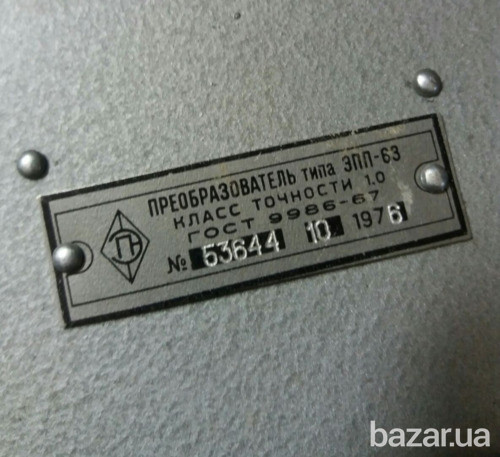 ПРЕОБРАЗОВАТЕЛЬ типа ЭПП-63
КЛАСС ТОЧНОСТИ 1.0
ГОСТ 9986-67
№ 53644 10 1976
bazar.ua